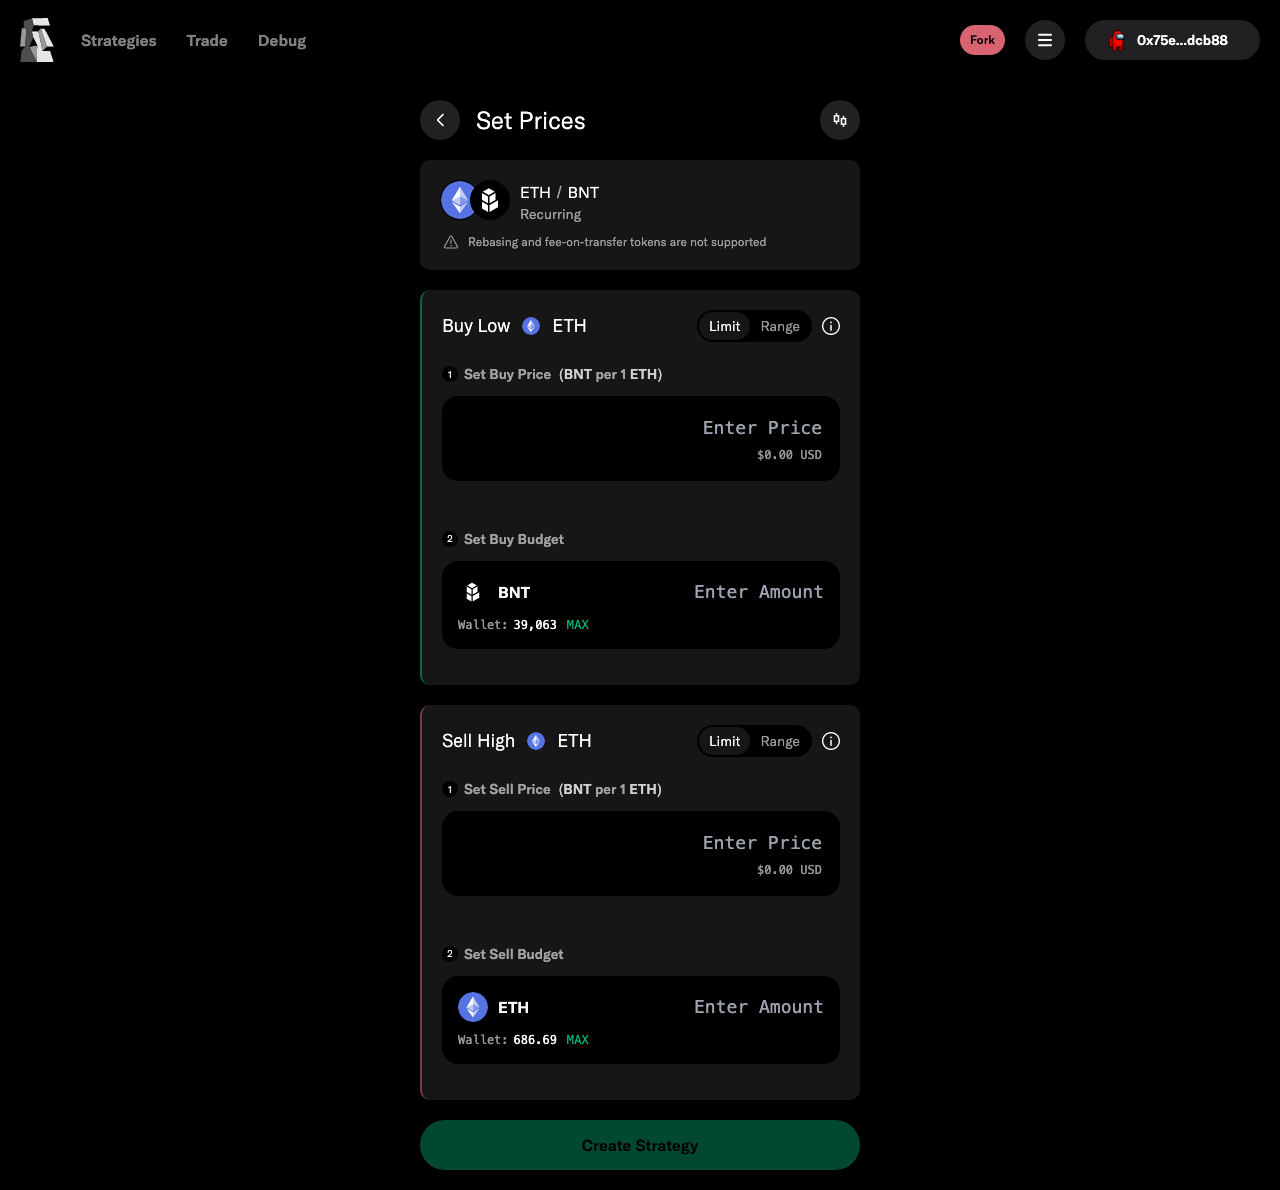 Strategies Trade Debug Fork 0x75e...dcb88
Set Prices
ETH / BNT
Recurring
Rebasing and fee-on-transfer tokens are not supported
Buy Low ETH Limit Range
1 Set Buy Price (BNT per 1 ETH)
Enter Price
$0.00 USD
2 Set Buy Budget
BNT Enter Amount
Wallet: 39,063 MAX
Sell High ETH Limit Range
1 Set Sell Price (BNT per 1 ETH)
Enter Price
$0.00 USD
2 Set Sell Budget
ETH Enter Amount
Wallet: 686.69 MAX
Create Strategy